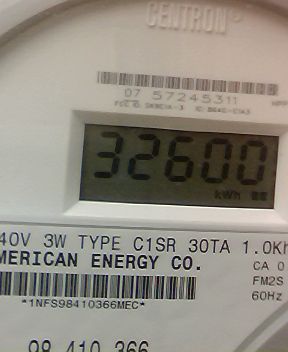 CENTRON®
07 57245311
32600
kWh
40V 3W TYPE C1SR 30TA 1.0Kh
MERICAN ENERGY CO.
CA 0
FM2S
60Hz
*1NFS98410366MEC*
98 410 366